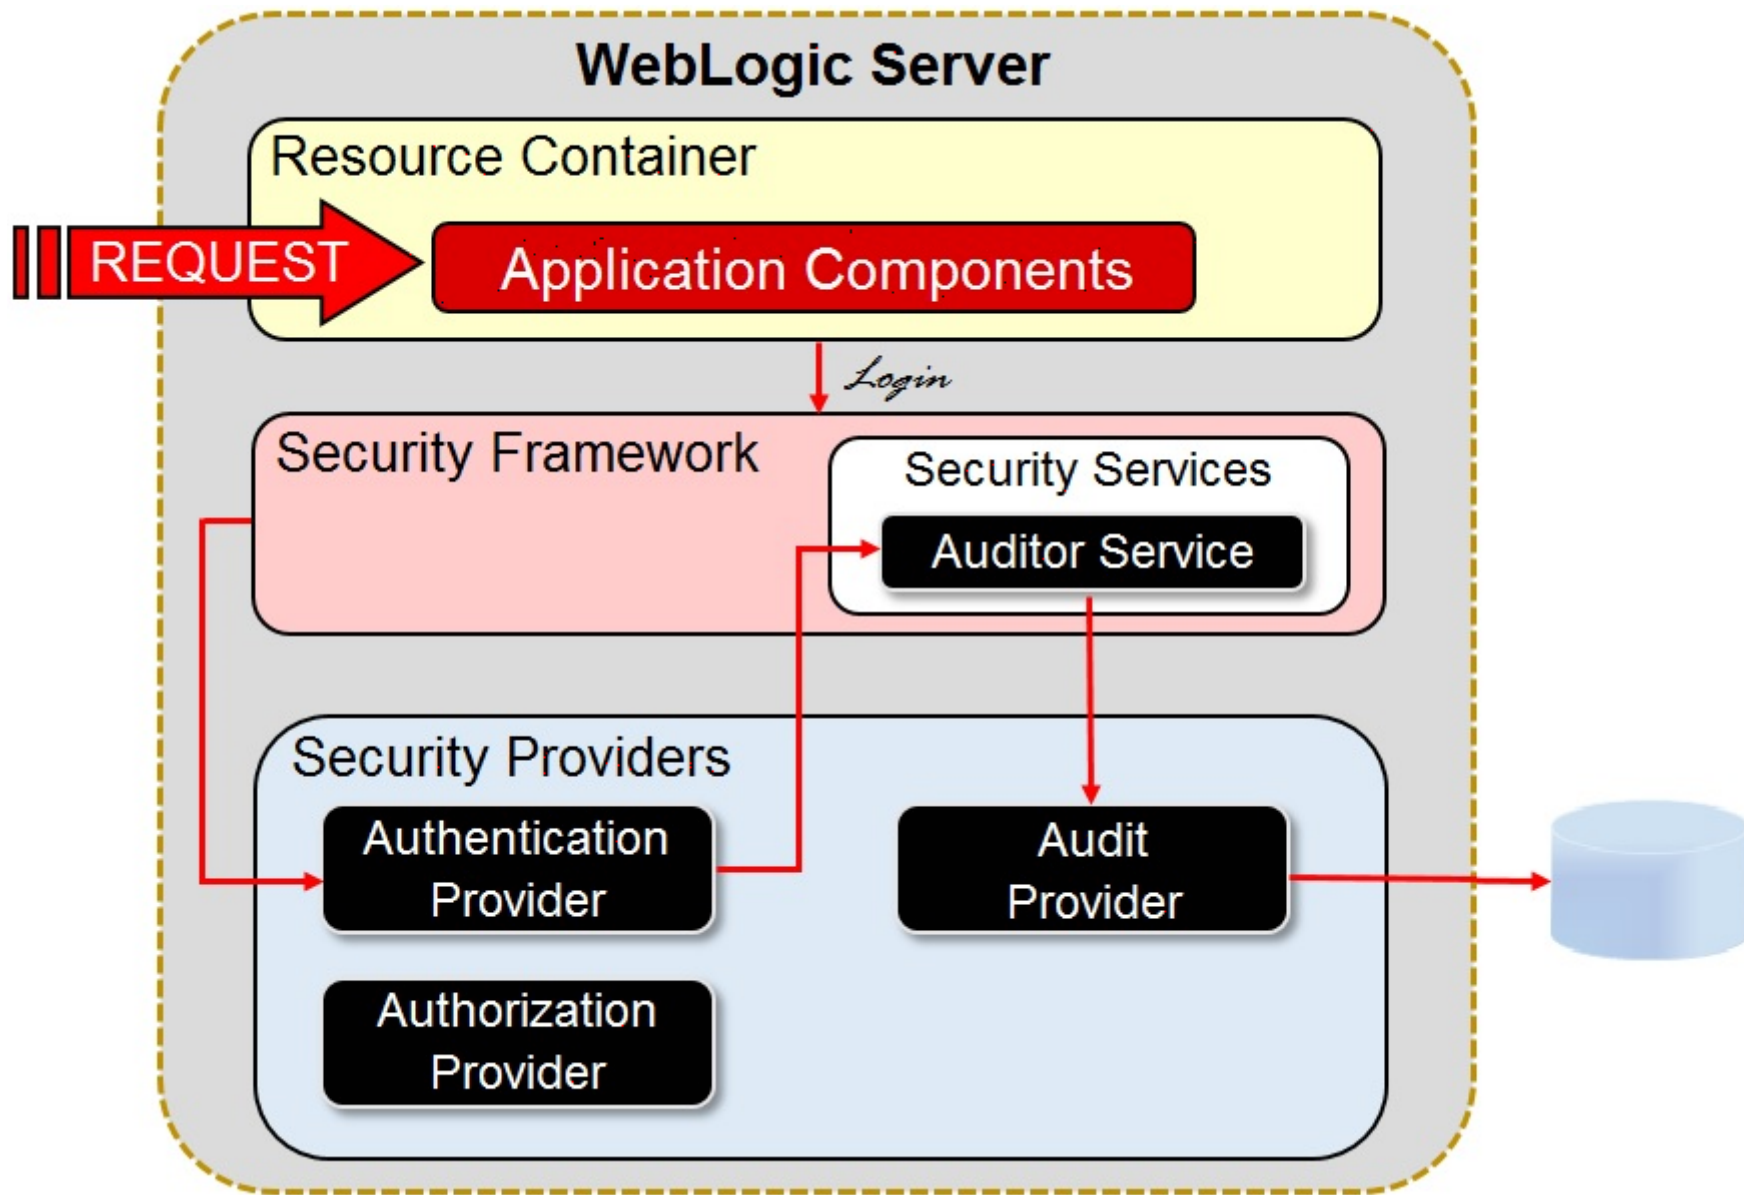 WebLogic Server
Resource Container
REQUEST
Application Components
Login
Security Framework
Security Services
Auditor Service
Security Providers
Authentication
Provider
Audit
Provider
Authorization
Provider